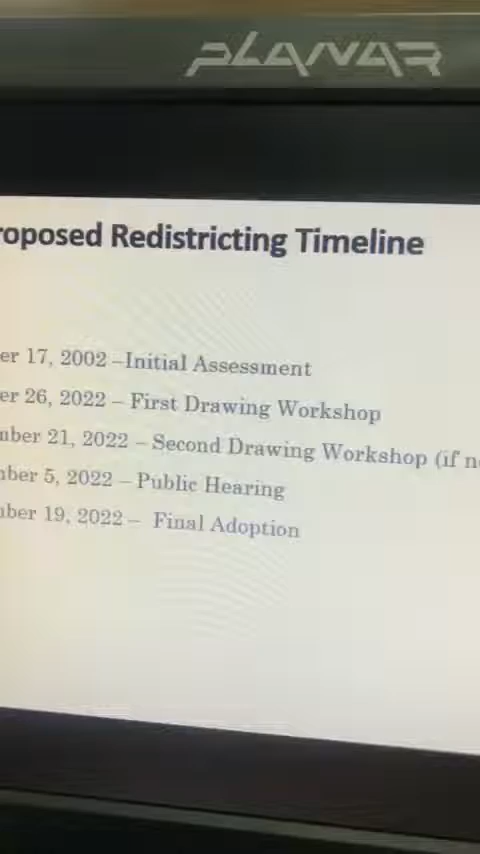 PLANAR
roposed Redistricting Timeline
er 17, 2002 –Initial Assessment
er 26, 2022 – First Drawing Workshop
mber 21, 2022 – Second Drawing Workshop (if n
mber 5, 2022 – Public Hearing
mber 19, 2022 – Final Adoption